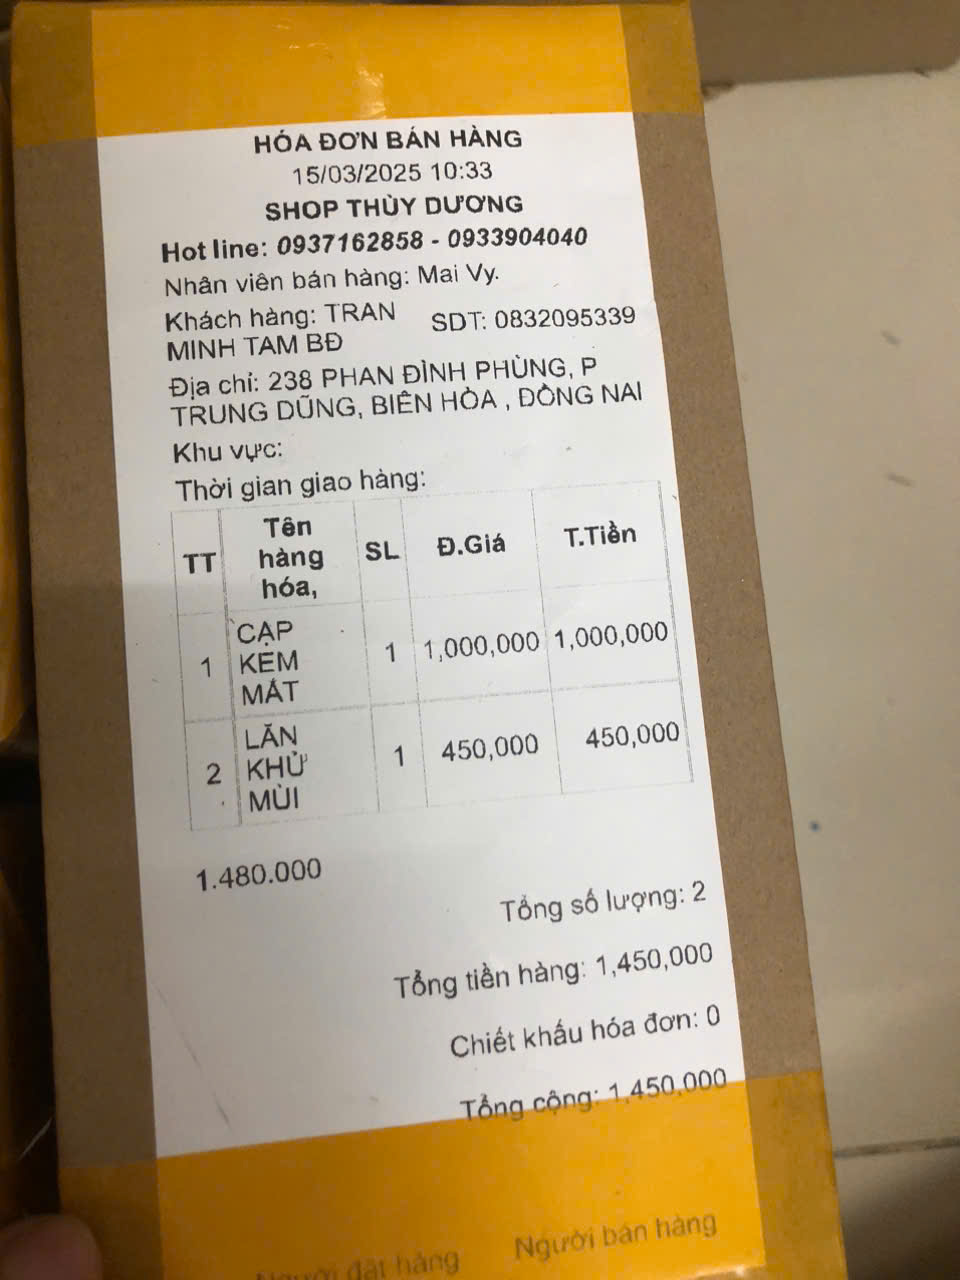 HÓA ĐƠN BÁN HÀNG
15/03/2025 10:33
SHOP THÙY DƯƠNG
Hot line: 0937162858 - 0933904040
Nhân viên bán hàng: Mai Vy.
Khách hàng: TRAN MINH TAM BĐ
SDT: 0832095339
Địa chỉ: 238 PHAN ĐÌNH PHÙNG, P
TRUNG DŨNG, BIÊN HÒA , ĐỒNG NAI
Khu vực:
Thời gian giao hàng:
TT Tên hàng hóa, SL Đ.Giá T.Tiền
1 CẠP KEM MẮT 1 1,000,000 1,000,000
2 LĂN KHỬ MÙI 1 450,000 450,000
1.480.000
Tổng số lượng: 2
Tổng tiền hàng: 1,450,000
Chiết khấu hóa đơn: 0
Tổng cộng: 1,450,000
Người đặt hàng Người bán hàng